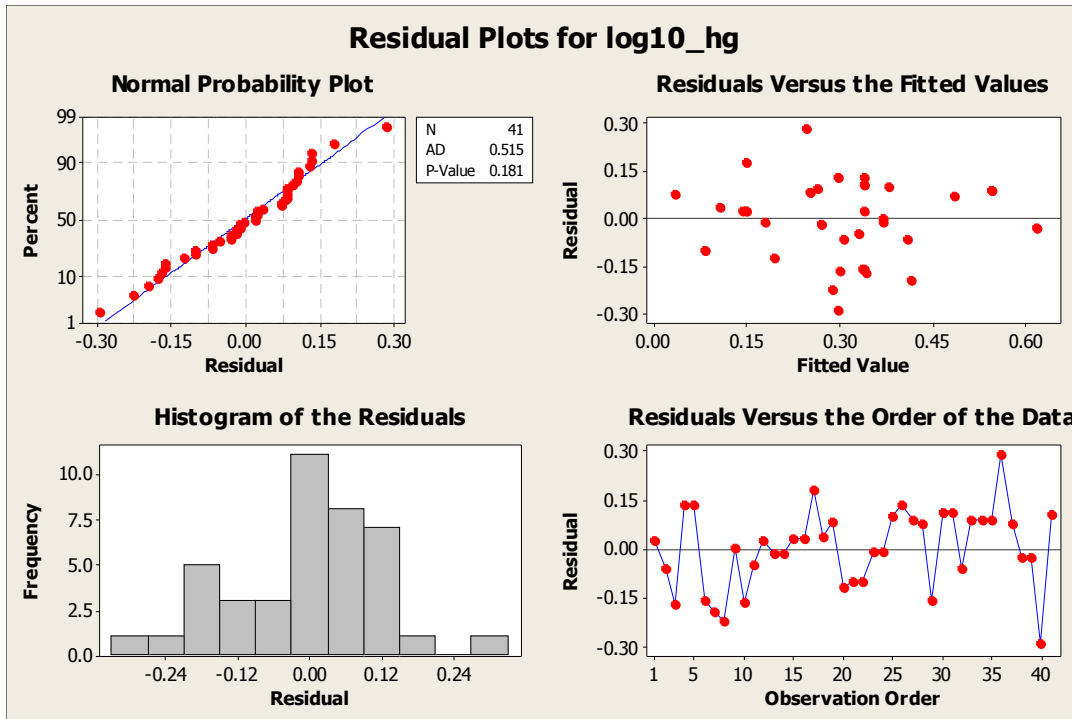 Residual Plots for log10_hg
Normal Probability Plot
99
90
50
10
1
Percent
-0.30 -0.15 0.00 0.15 0.30
Residual
N 41
AD 0.515
P-Value 0.181
Residuals Versus the Fitted Values
0.30
0.15
0.00
-0.15
-0.30
Residual
0.00 0.15 0.30 0.45 0.60
Fitted Value
Histogram of the Residuals
10.0
7.5
5.0
2.5
0.0
Frequency
-0.24 -0.12 0.00 0.12 0.24
Residual
Residuals Versus the Order of the Data
0.30
0.15
0.00
-0.15
-0.30
Residual
1 5 10 15 20 25 30 35 40
Observation Order